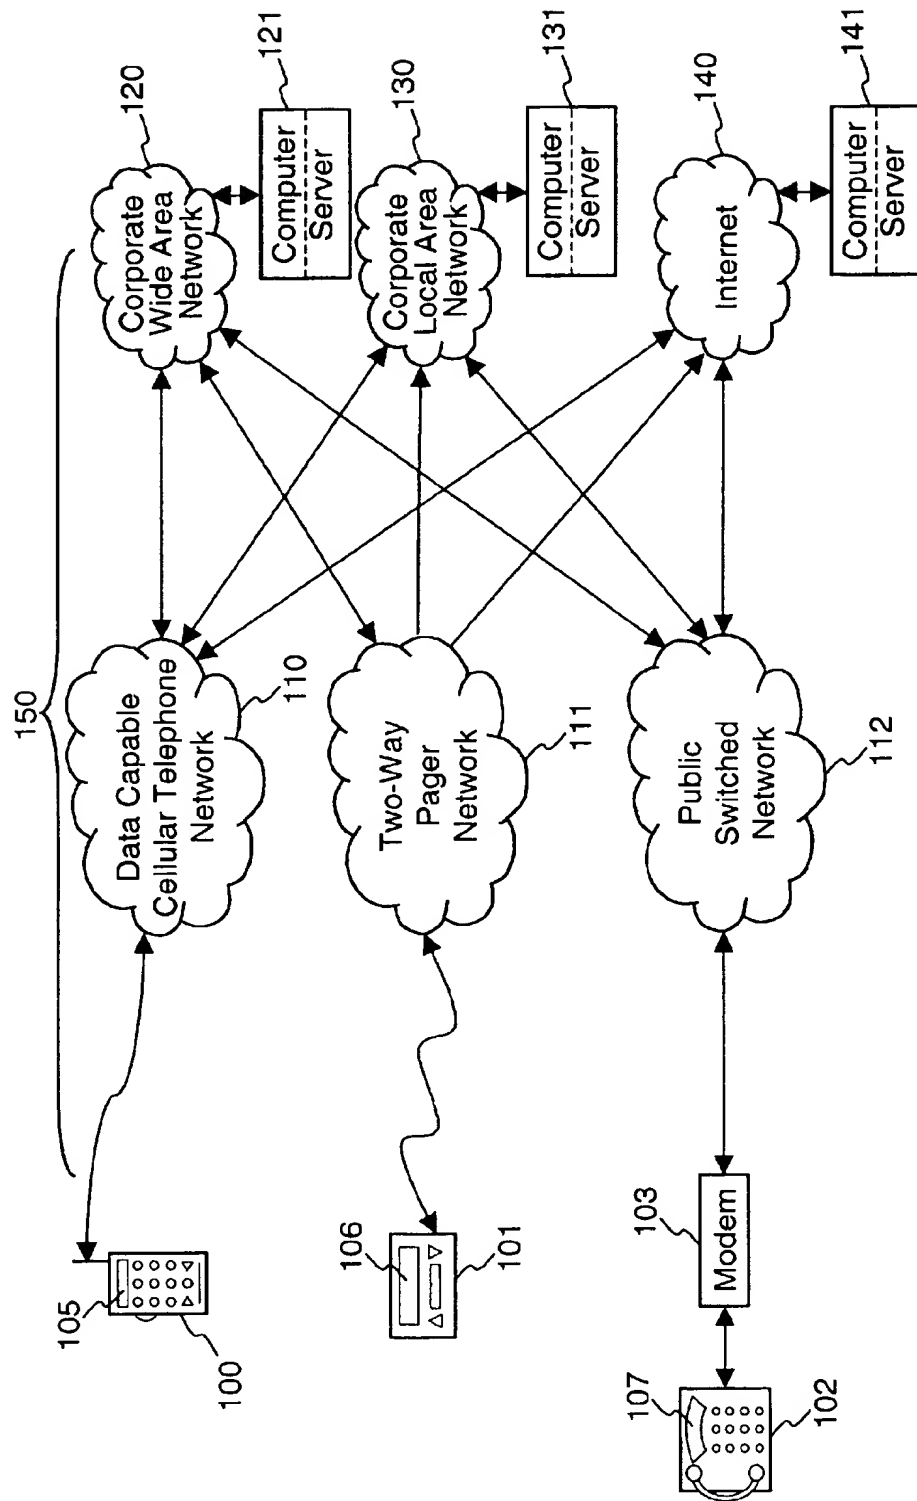 150
105
100
Data Capable
Cellular Telephone
Network
110
Corporate
Wide Area
Network
120
Computer
Server
121
106
101
Two-Way
Pager
Network
111
Corporate
Local Area
Network
130
Computer
Server
131
107
102
103
Modem
Public
Switched
Network
112
Internet
140
Computer
Server
141